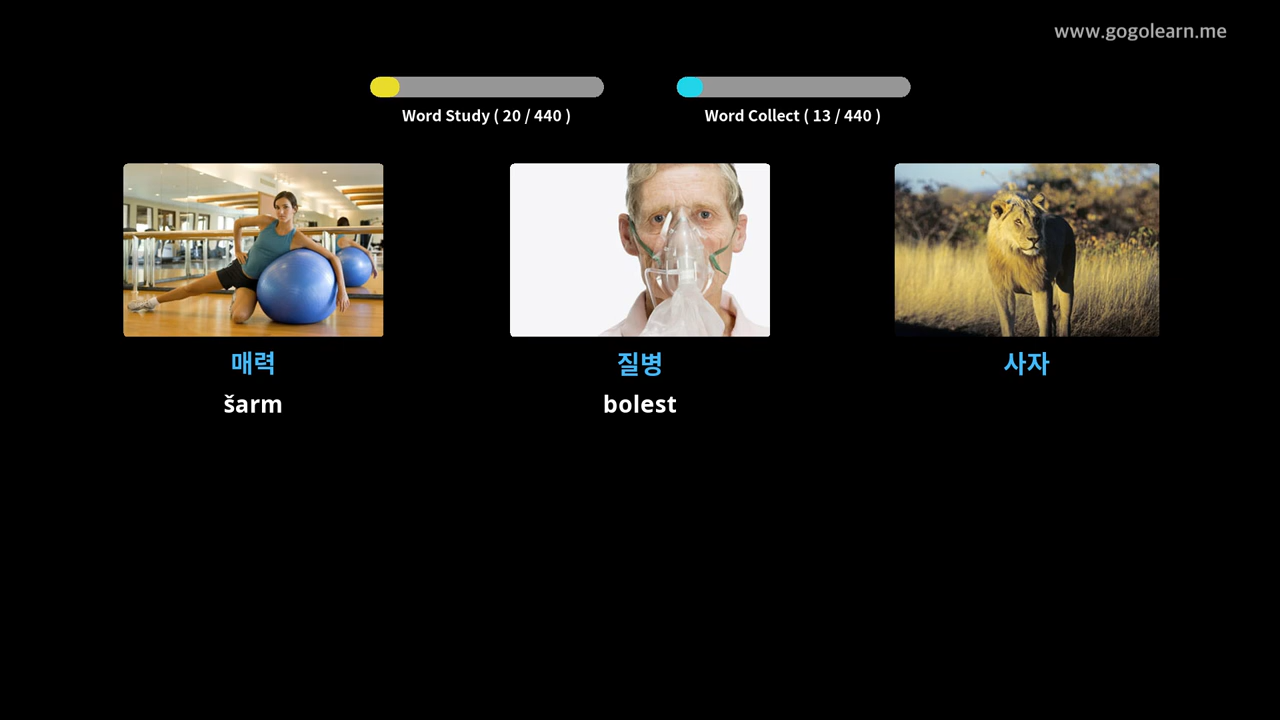 www.gogolearn.me
Word Study ( 20 / 440 )
Word Collect ( 13 / 440 )
매력
šarm
질병
bolest
사자